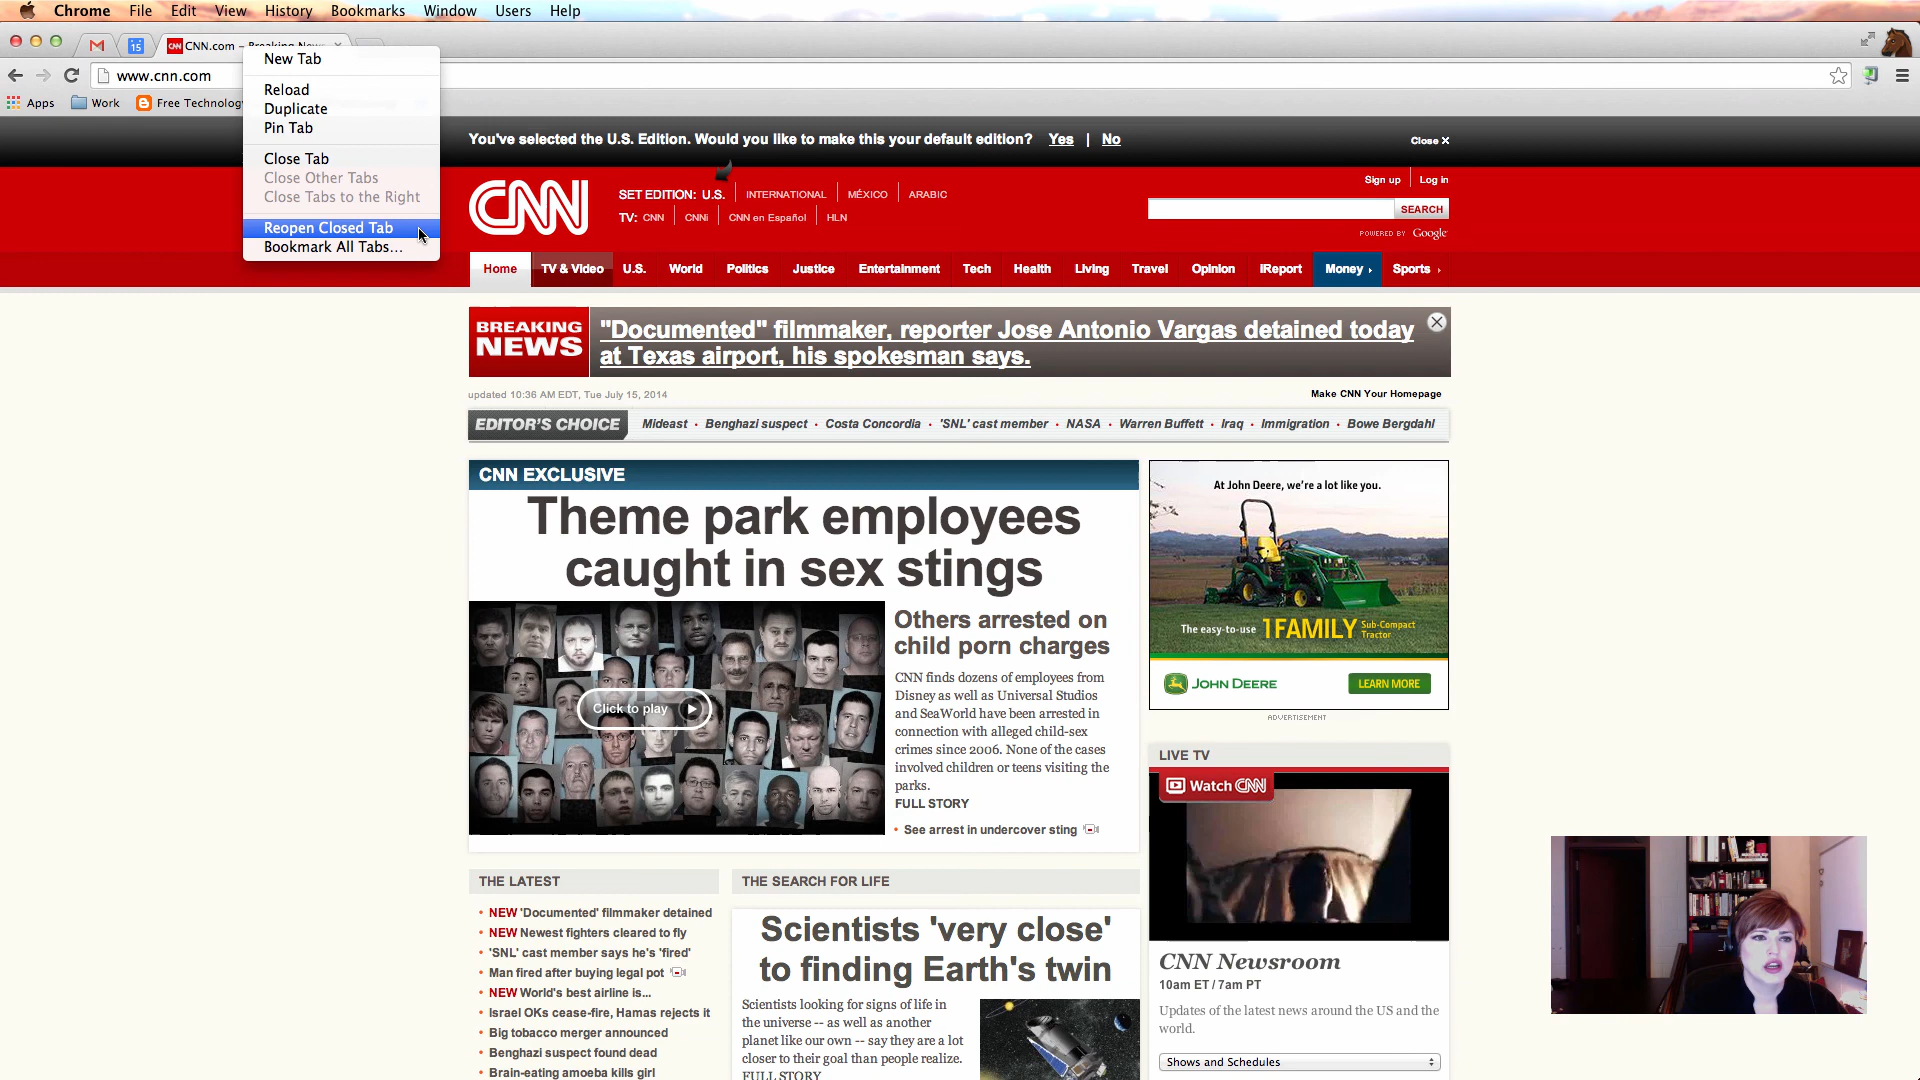 Chrome File Edit View History Bookmarks Window Users Help
15
CNN CNN.com – Breaking New
www.cnn.com
Apps Work Free Technolog
New Tab
Reload
Duplicate
Pin Tab
Close Tab
Close Other Tabs
Close Tabs to the Right
Reopen Closed Tab
Bookmark All Tabs...
You've selected the U.S. Edition. Would you like to make this your default edition? Yes | No
Close X
Sign up Log in
CNN
SET EDITION: U.S. INTERNATIONAL MÉXICO ARABIC
TV: CNN CNNi CNN en Español HLN
SEARCH
POWERED BY Google
Home TV & Video U.S. World Politics Justice Entertainment Tech Health Living Travel Opinion iReport Money Sports
BREAKING NEWS
"Documented" filmmaker, reporter Jose Antonio Vargas detained today
at Texas airport, his spokesman says.
updated 10:36 AM EDT, Tue July 15, 2014
Make CNN Your Homepage
EDITOR'S CHOICE Mideast • Benghazi suspect • Costa Concordia • 'SNL' cast member • NASA • Warren Buffett • Iraq • Immigration • Bowe Bergdahl
CNN EXCLUSIVE
Theme park employees
caught in sex stings
Click to play
Others arrested on
child porn charges
CNN finds dozens of employees from
Disney as well as Universal Studios
and SeaWorld have been arrested in
connection with alleged child-sex
crimes since 2006. None of the cases
involved children or teens visiting the
parks.
FULL STORY
• See arrest in undercover sting
At John Deere, we're a lot like you.
The easy-to-use 1FAMILY Sub-Compact Tractor
JOHN DEERE
LEARN MORE
ADVERTISEMENT
LIVE TV
Watch CNN
CNN Newsroom
10am ET / 7am PT
Updates of the latest news around the US and the
world.
Shows and Schedules
THE LATEST
• NEW 'Documented' filmmaker detained
• NEW Newest fighters cleared to fly
• 'SNL' cast member says he's 'fired'
• Man fired after buying legal pot
• NEW World's best airline is...
• Israel OKs cease-fire, Hamas rejects it
• Big tobacco merger announced
• Benghazi suspect found dead
• Brain-eating amoeba kills girl
THE SEARCH FOR LIFE
Scientists 'very close'
to finding Earth's twin
Scientists looking for signs of life in
the universe -- as well as another
planet like our own -- say they are a lot
closer to their goal than people realize.
FULL STORY